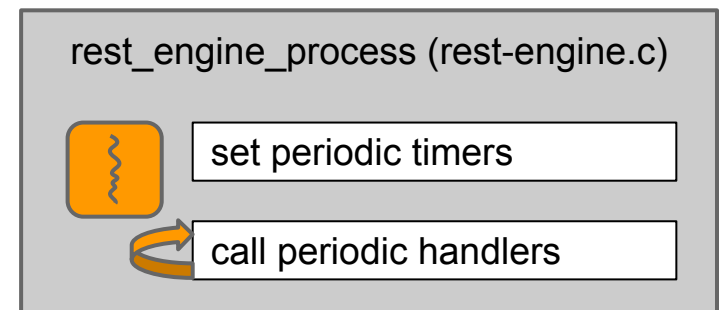 rest_engine_process (rest-engine.c)
set periodic timers
call periodic handlers